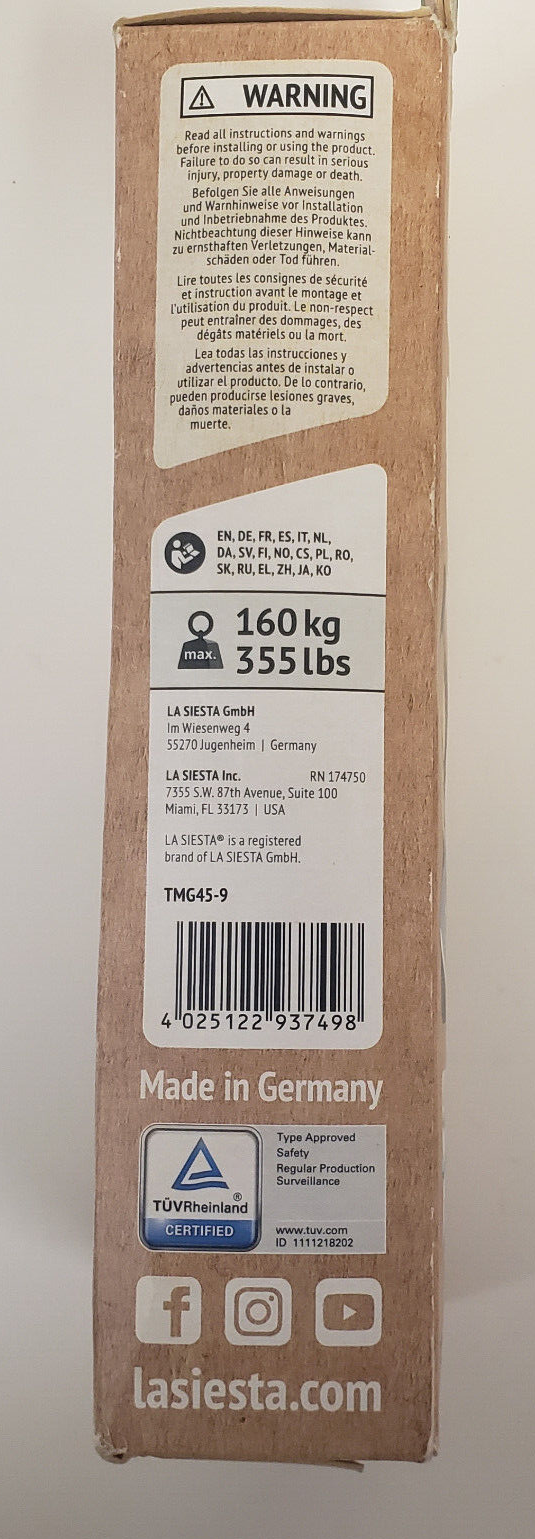 WARNING
Read all instructions and warnings
before installing or using the product.
Failure to do so can result in serious
injury, property damage or death.
Befolgen Sie alle Anweisungen
und Warnhinweise vor Installation
und Inbetriebnahme des Produktes.
Nichtbeachtung dieser Hinweise kann
zu ernsthaften Verletzungen, Material-
schäden oder Tod führen.
Lire toutes les consignes de sécurité
et instruction avant le montage et
l'utilisation du produit. Le non-respect
peut entraîner des dommages, des
dégâts matériels ou la mort.
Lea todas las instrucciones y
advertencias antes de instalar o
utilizar el producto. De lo contrario,
pueden producirse lesiones graves,
daños materiales o la
muerte.
EN, DE, FR, ES, IT, NL,
DA, SV, FI, NO, CS, PL, RO,
SK, RU, EL, ZH, JA, KO
max.
160 kg
355 lbs
LA SIESTA GmbH
Im Wiesenweg 4
55270 Jugenheim | Germany
LA SIESTA Inc. RN 174750
7355 S.W. 87th Avenue, Suite 100
Miami, FL 33173 | USA
LA SIESTA® is a registered
brand of LA SIESTA GmbH.
TMG45-9
4 025122 937498
Made in Germany
TÜVRheinland®
CERTIFIED
Type Approved
Safety
Regular Production
Surveillance
www.tuv.com
ID 1111218202
lasiesta.com